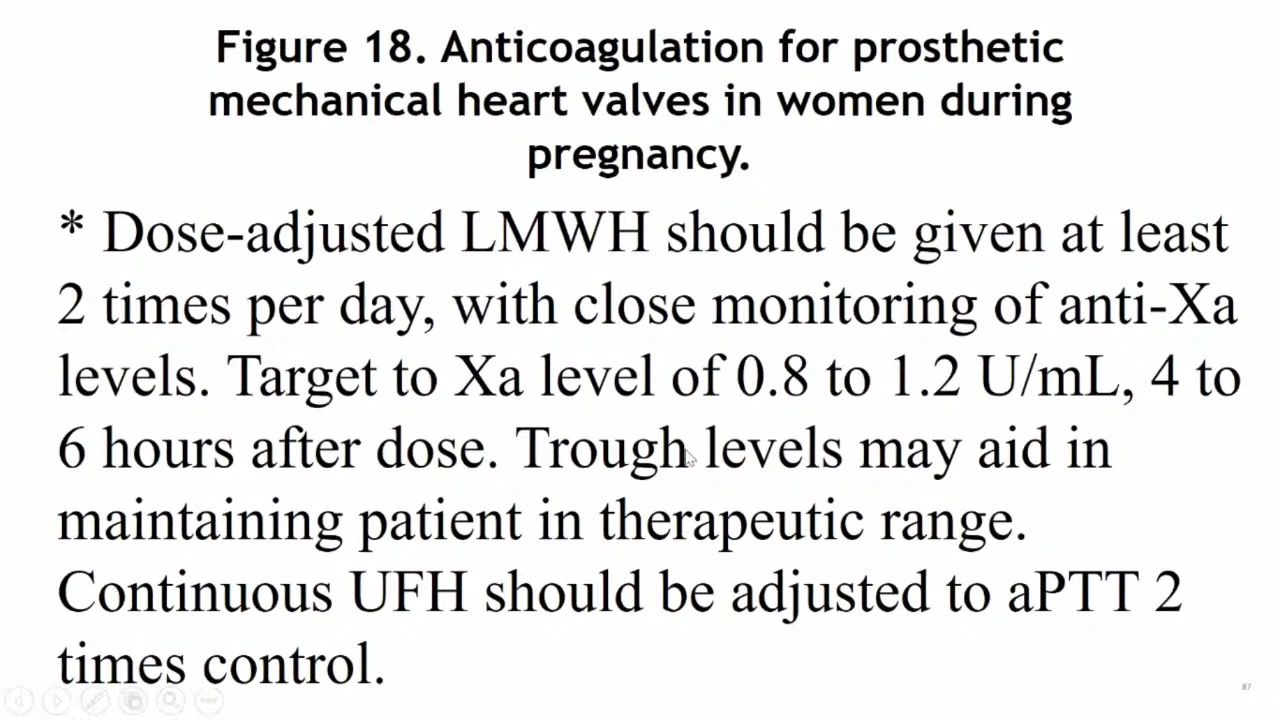 Figure 18. Anticoagulation for prosthetic
mechanical heart valves in women during
pregnancy.
* Dose-adjusted LMWH should be given at least
2 times per day, with close monitoring of anti-Xa
levels. Target to Xa level of 0.8 to 1.2 U/mL, 4 to
6 hours after dose. Trough levels may aid in
maintaining patient in therapeutic range.
Continuous UFH should be adjusted to aPTT 2
times control.
87